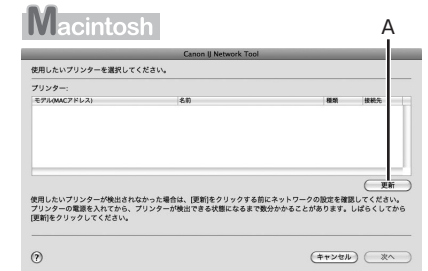 Macintosh
A
Canon IJ Network Tool
使用したいプリンターを選択してください。
プリンター:
モデル(MACアドレス) 名前 種類 接続先
更新
使用したいプリンターが検出されなかった場合は、[更新]をクリックする前にネットワークの設定を確認してください。
プリンターの電源を入れてから、プリンターが検出できる状態になるまで数分かかることがあります。しばらくしてから
[更新]をクリックしてください。
? キャンセル 次へ